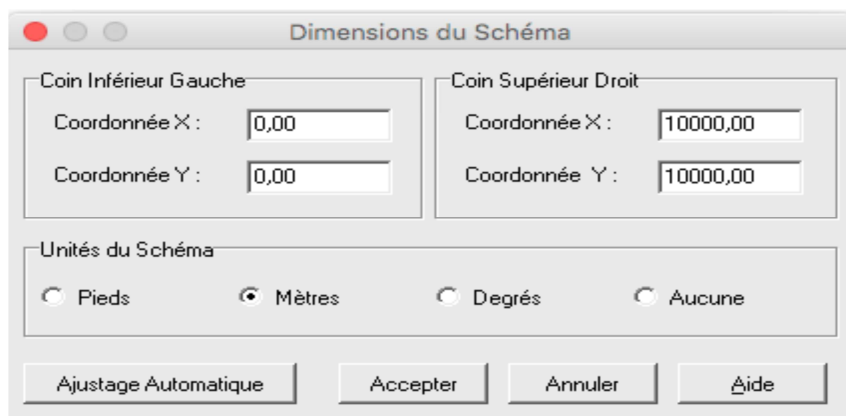 Dimensions du Schéma
Coin Inférieur Gauche
Coordonnée X :
0,00
Coordonnée Y :
0,00
Coin Supérieur Droit
Coordonnée X :
10000,00
Coordonnée Y :
10000,00
Unités du Schéma
Pieds Mètres Degrés Aucune
Ajustage Automatique Accepter Annuler Aide